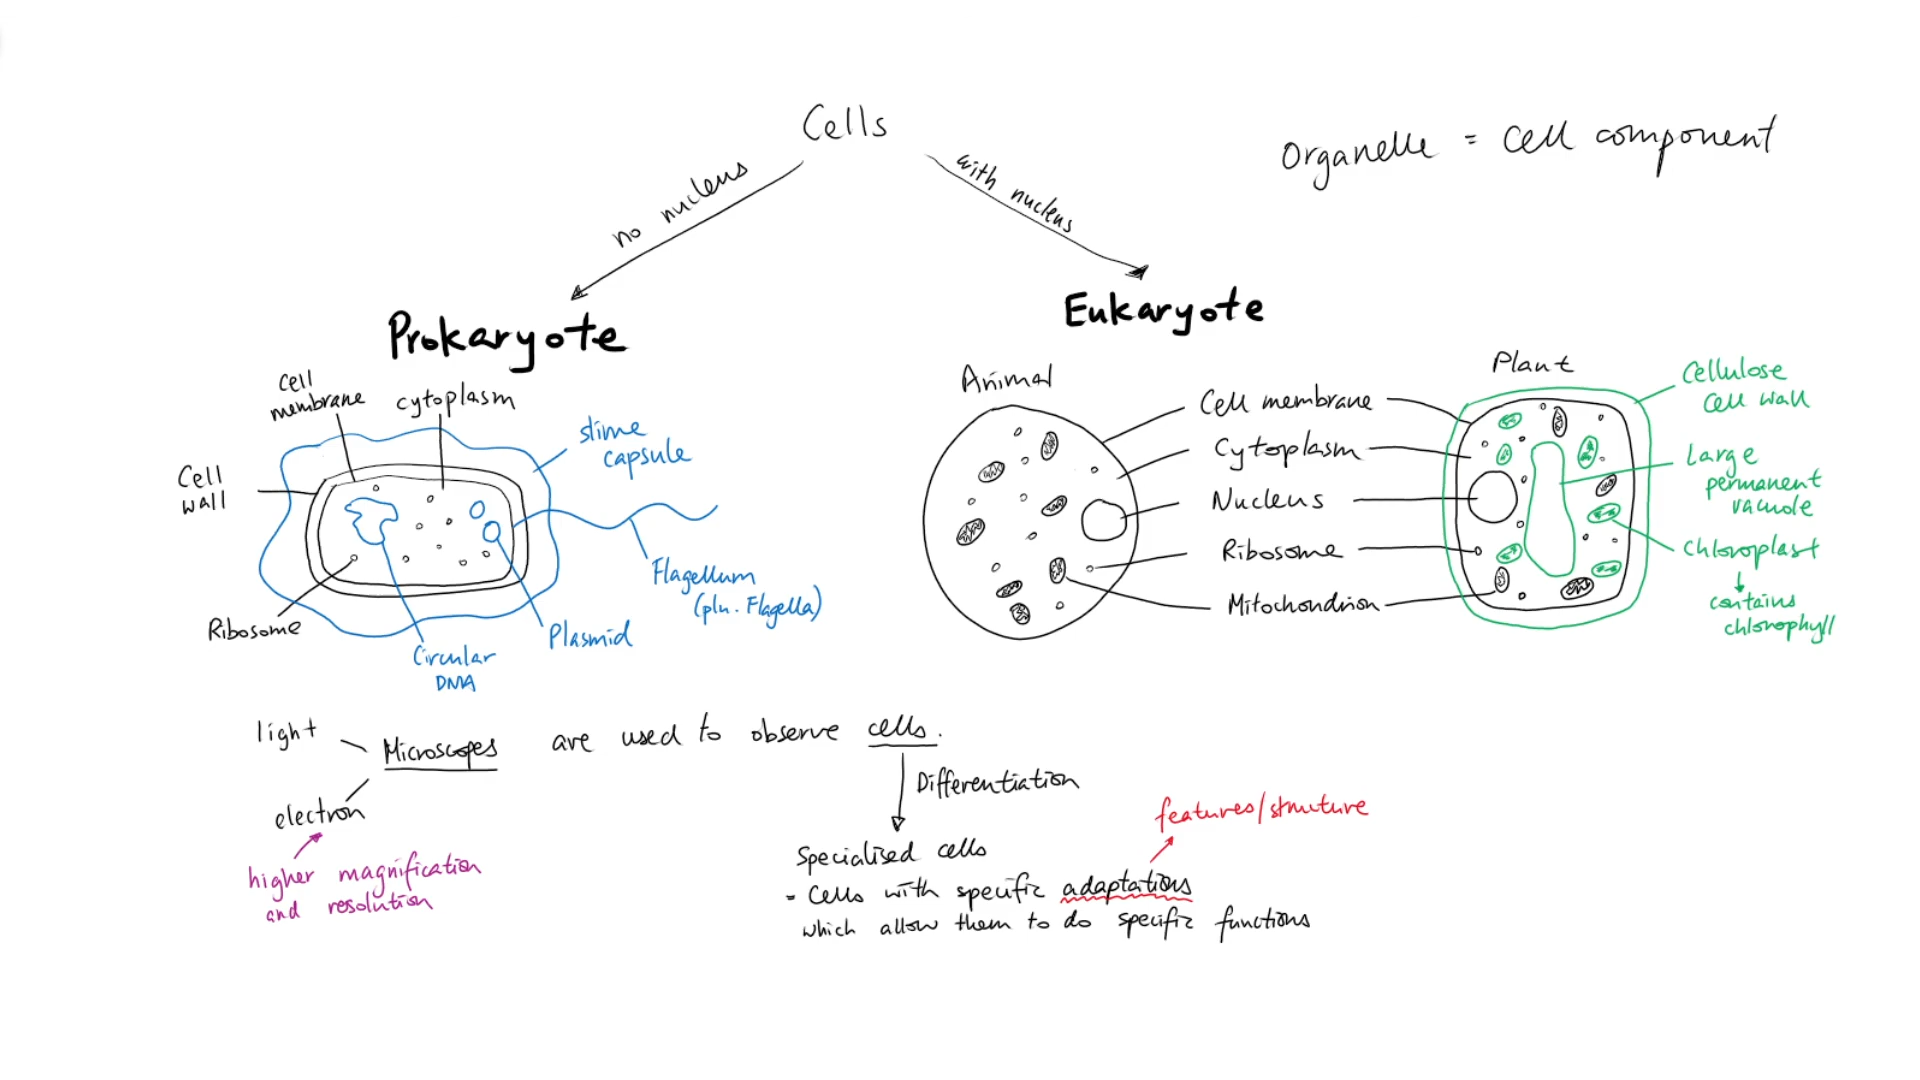 Cells
Organelle = Cell component
no nucleus
with nucleus
Prokaryote
Eukaryote
cell
membrane
cytoplasm
slime
capsule
Cell
wall
Flagellum
(plu. Flagella)
Ribosome
Plasmid
Circular
DNA
Animal
Plant
Cell membrane
Cytoplasm
Nucleus
Ribosome
Mitochondrion
Cellulose
Cell wall
Large
permanent
vacuole
Chloroplast
contains
chlorophyll
light
Microscopes are used to observe cells.
electron
higher magnification
and resolution
Differentiation
features/structure
Specialised cells
- Cells with specific adaptations
which allow them to do specific functions